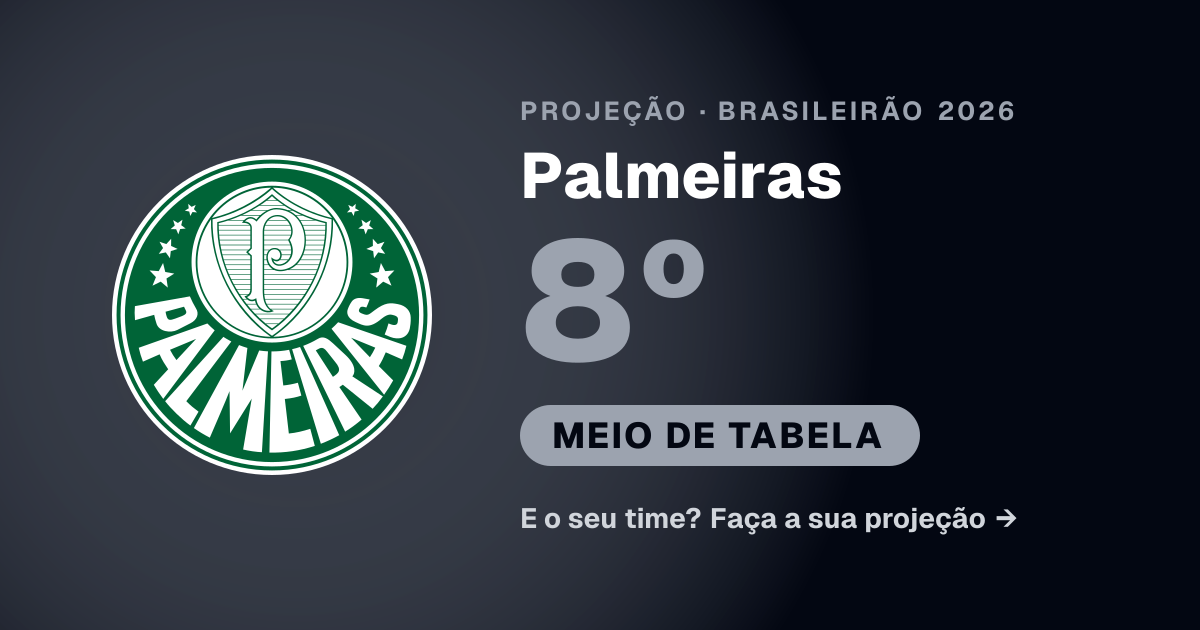 PROJEÇÃO · BRASILEIRÃO 2026
Palmeiras
8º
MEIO DE TABELA
E o seu time? Faça a sua projeção →
P
PALMEIRAS